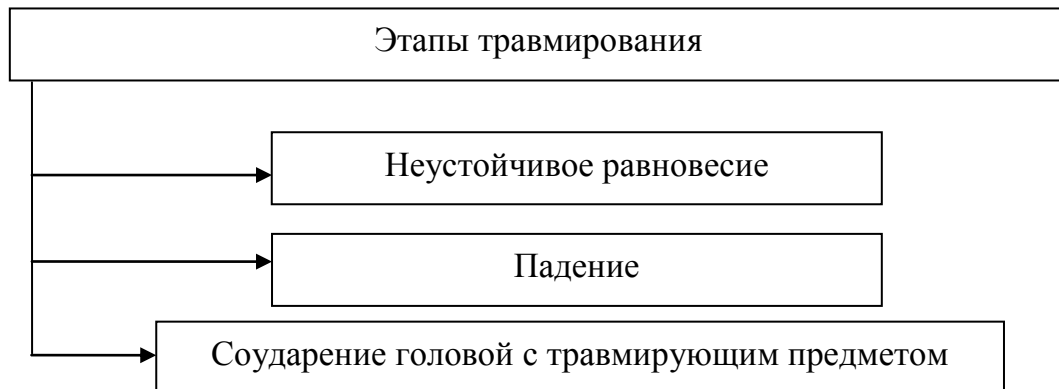 Этапы травмирования
Неустойчивое равновесие
Падение
Соударение головой с травмирующим предметом